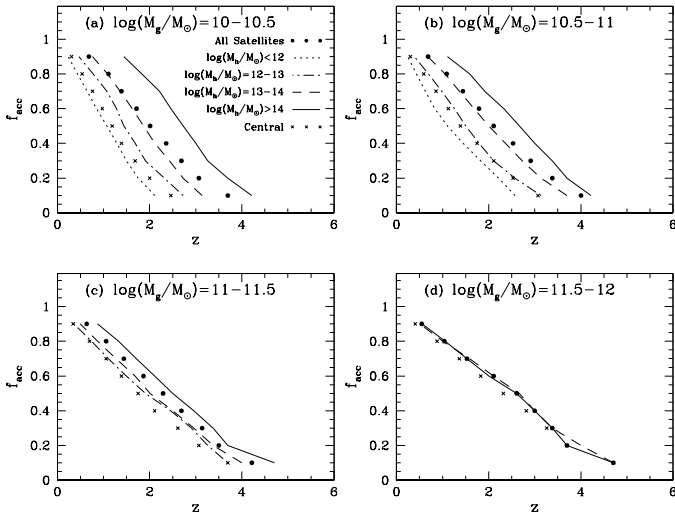 (a) log(M_g/M_⊙)=10−10.5
All Satellites
log(M_h/M_⊙)<12
log(M_h/M_⊙)=12−13
log(M_h/M_⊙)=13−14
log(M_h/M_⊙)>14
Central
f_acc
1
0.8
0.6
0.4
0.2
0
0 2 4 6
z
(b) log(M_g/M_⊙)=10.5−11
f_acc
1
0.8
0.6
0.4
0.2
0
0 2 4 6
z
(c) log(M_g/M_⊙)=11−11.5
f_acc
1
0.8
0.6
0.4
0.2
0
0 2 4 6
z
(d) log(M_g/M_⊙)=11.5−12
f_acc
1
0.8
0.6
0.4
0.2
0
0 2 4 6
z